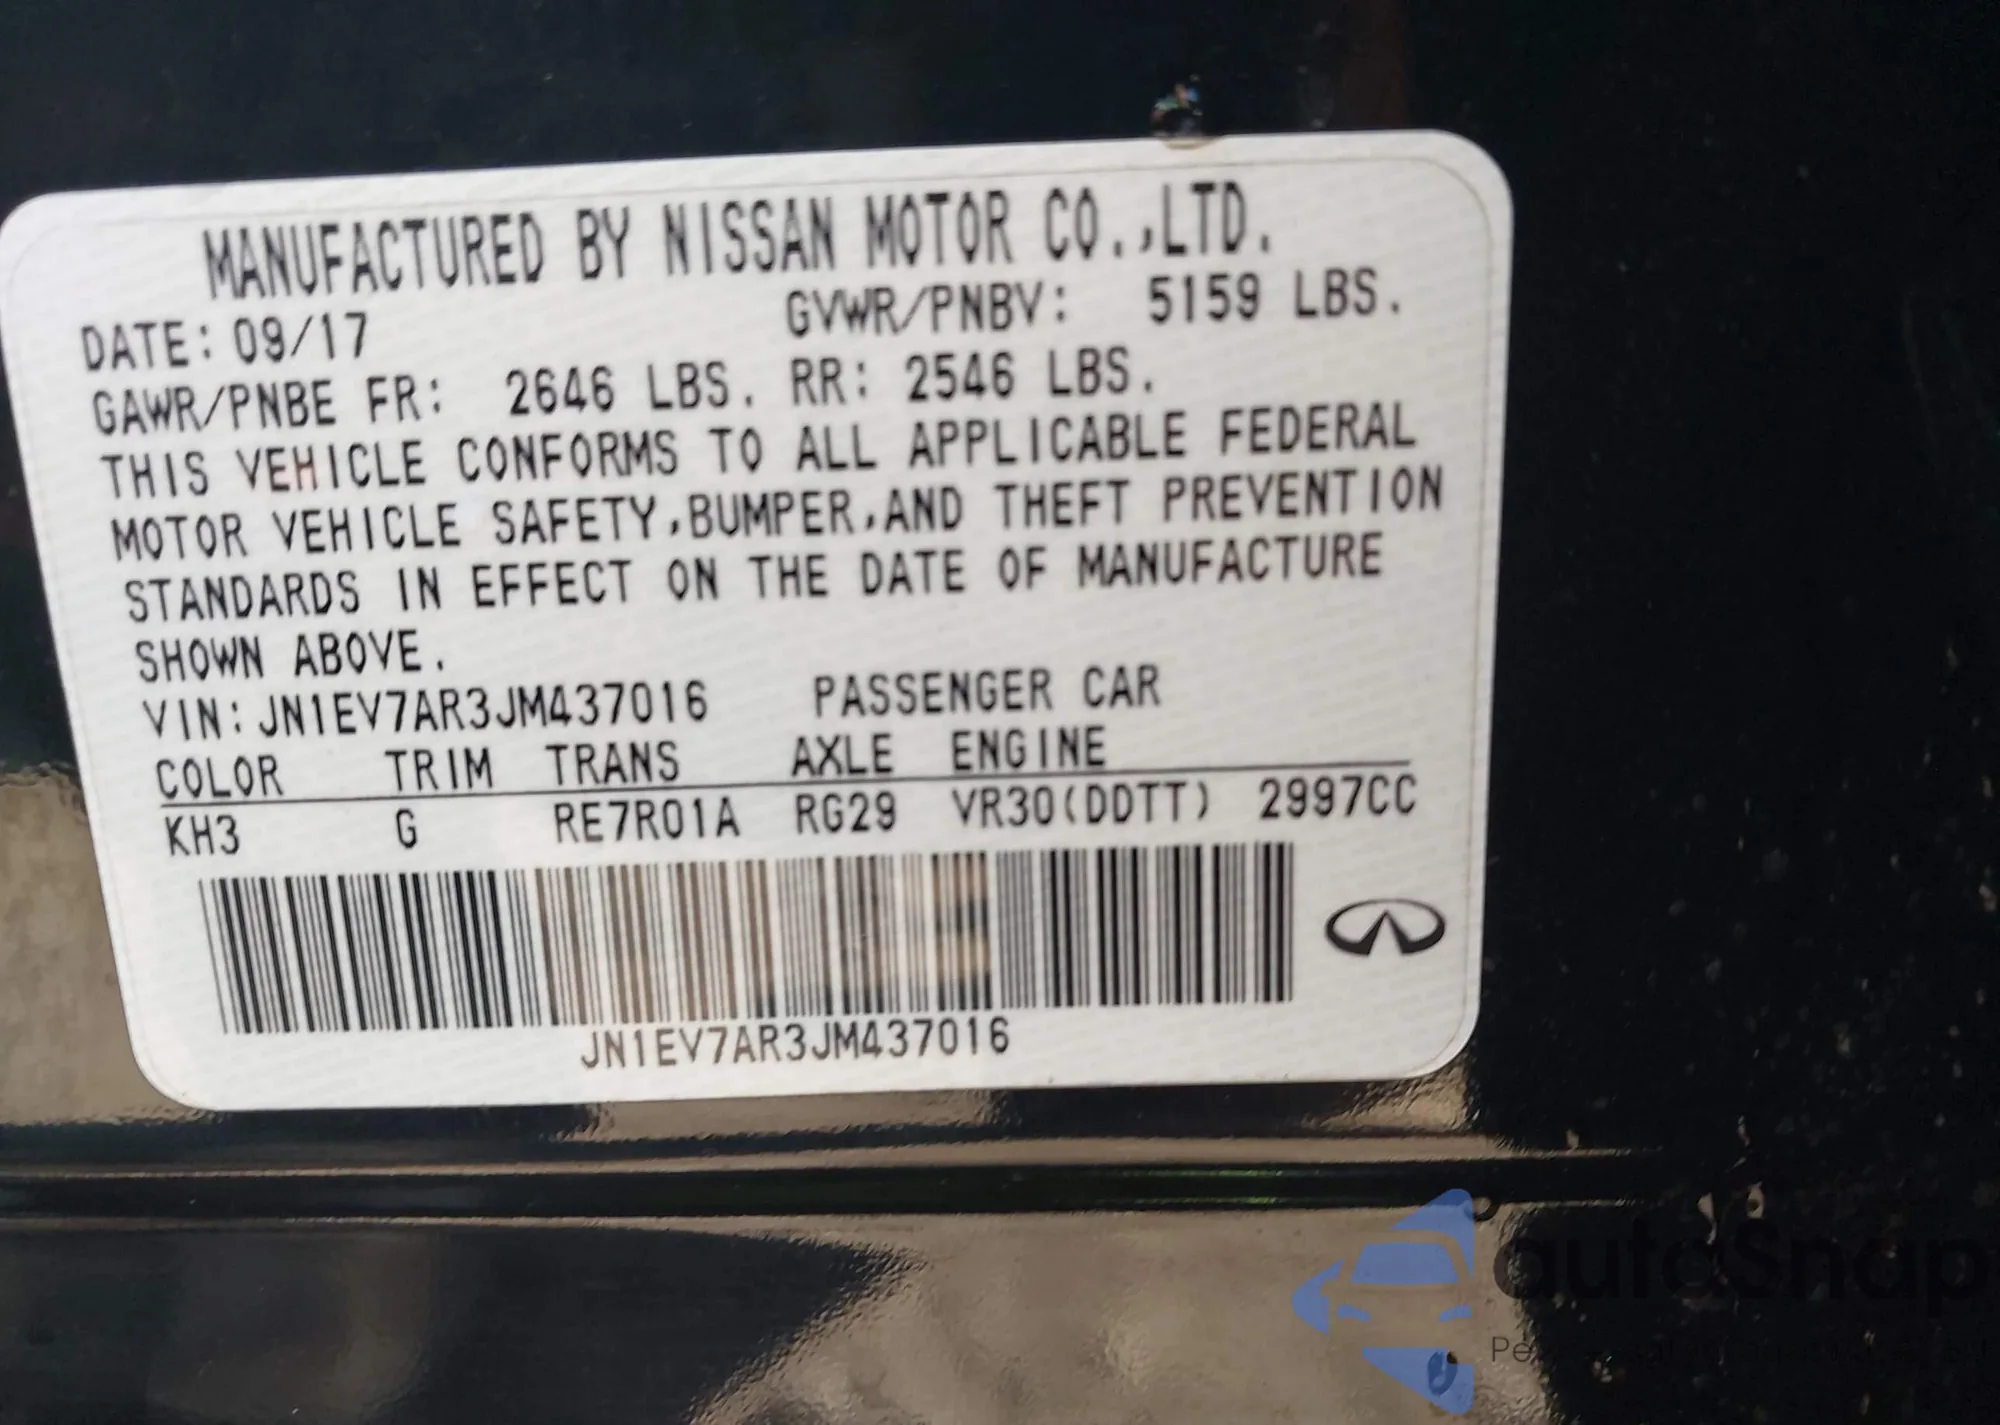 MANUFACTURED BY NISSAN MOTOR CO.,LTD.
DATE: 09/17 GVWR/PNBV: 5159 LBS.
GAWR/PNBE FR: 2646 LBS. RR: 2546 LBS.
THIS VEHICLE CONFORMS TO ALL APPLICABLE FEDERAL
MOTOR VEHICLE SAFETY,BUMPER,AND THEFT PREVENTION
STANDARDS IN EFFECT ON THE DATE OF MANUFACTURE
SHOWN ABOVE.
VIN:JN1EV7AR3JM437016 PASSENGER CAR
COLOR TRIM TRANS AXLE ENGINE
KH3 G RE7R01A RG29 VR30(DDTT) 2997CC
JN1EV7AR3JM437016
autoSnap